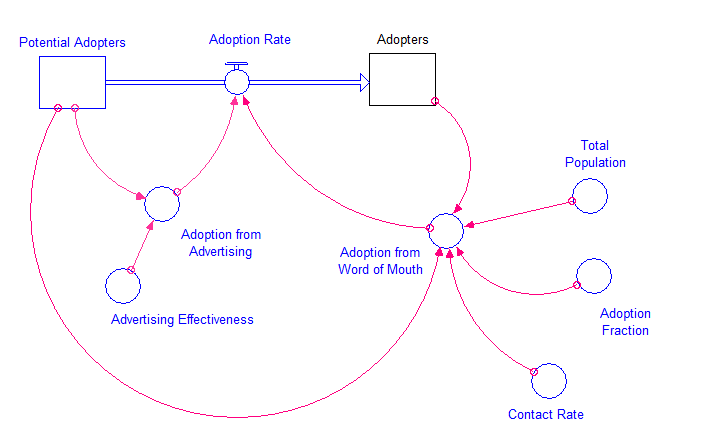 Potential Adopters
Adoption Rate
Adopters
Total
Population
Adoption from
Advertising
Adoption from
Word of Mouth
Advertising Effectiveness
Adoption
Fraction
Contact Rate